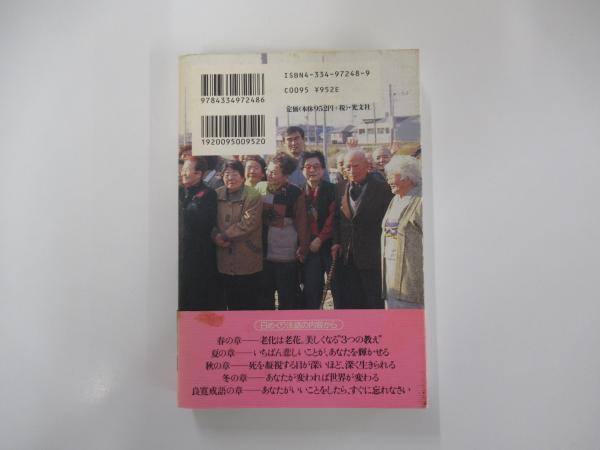 ISBN4-334-97248-9
C0095 ¥952E
定価(本体952円+税)・光文社
9784334972486
1920095009520
日めくり法話の内容から
春の章――老化は老花。美しくなる"3つの教え"
夏の章――いちばん悲しいことが、あなたを輝かせる
秋の章――死を凝視する目が深いほど、深く生きられる
冬の章――あなたが変われば世界が変わる
良寛戒語の章――あなたがいいことをしたら、すぐに忘れなさい